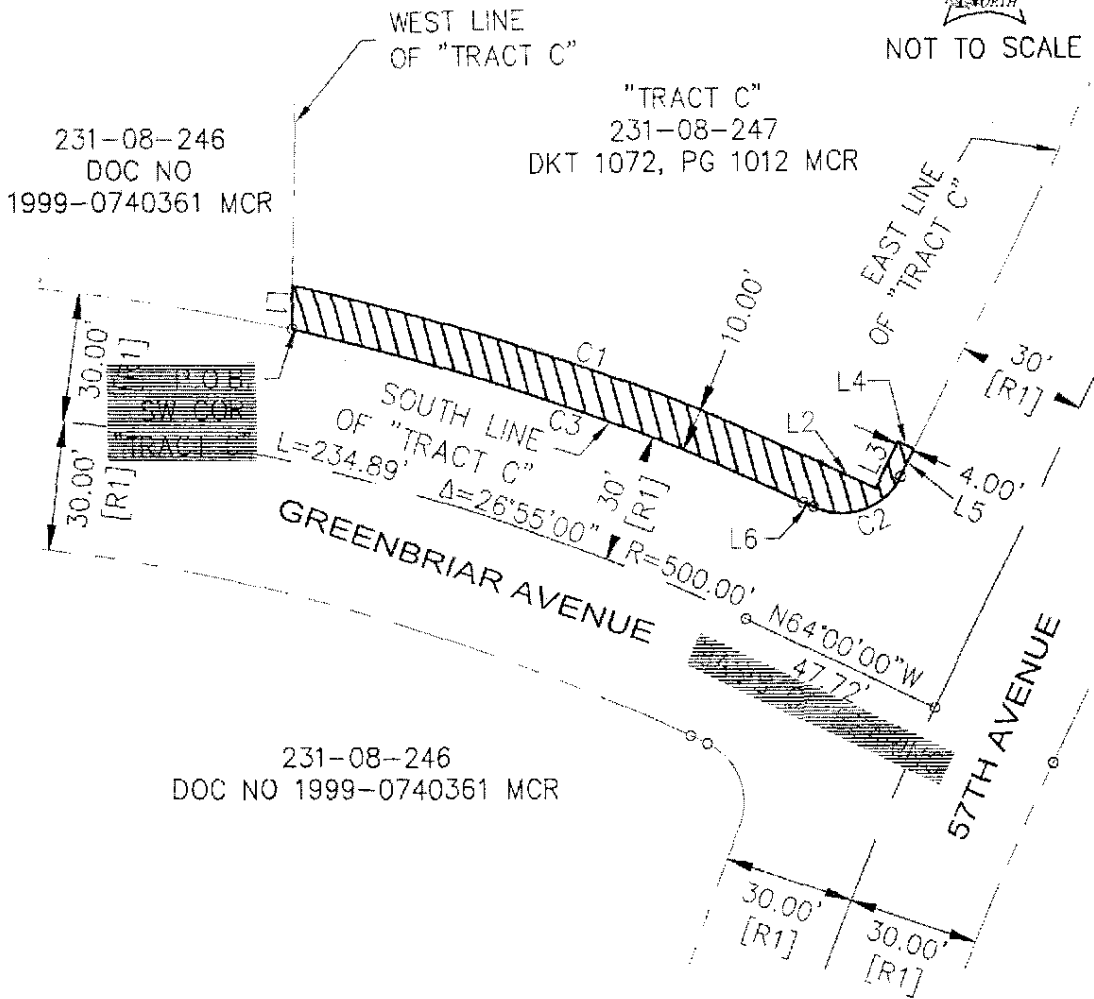 WEST LINE
OF "TRACT C"
NORTH
NOT TO SCALE
"TRACT C"
231-08-247
DKT 1072, PG 1012 MCR
231-08-246
DOC NO
1999-0740361 MCR
EAST LINE
OF "TRACT C"
L1
10.00'
30'
[R1]
30.00'
[R1]
P.O.B.
SW COR
"TRACT C"
30.00'
[R1]
C1
C3
SOUTH LINE
OF "TRACT C"
L2
L3
L4
4.00'
L5
C2
L6
L=234.89'
Δ=26°55'00"
30'
[R1]
R=500.00'
GREENBRIAR AVENUE
N64°00'00"W
47.72'
57TH AVENUE
231-08-246
DOC NO 1999-0740361 MCR
30.00'
[R1]
30.00'
[R1]